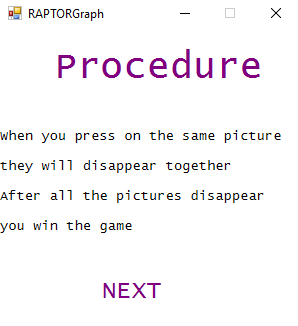 RAPTORGraph
Procedure
When you press on the same picture
they will disappear together
After all the pictures disappear
you win the game
NEXT